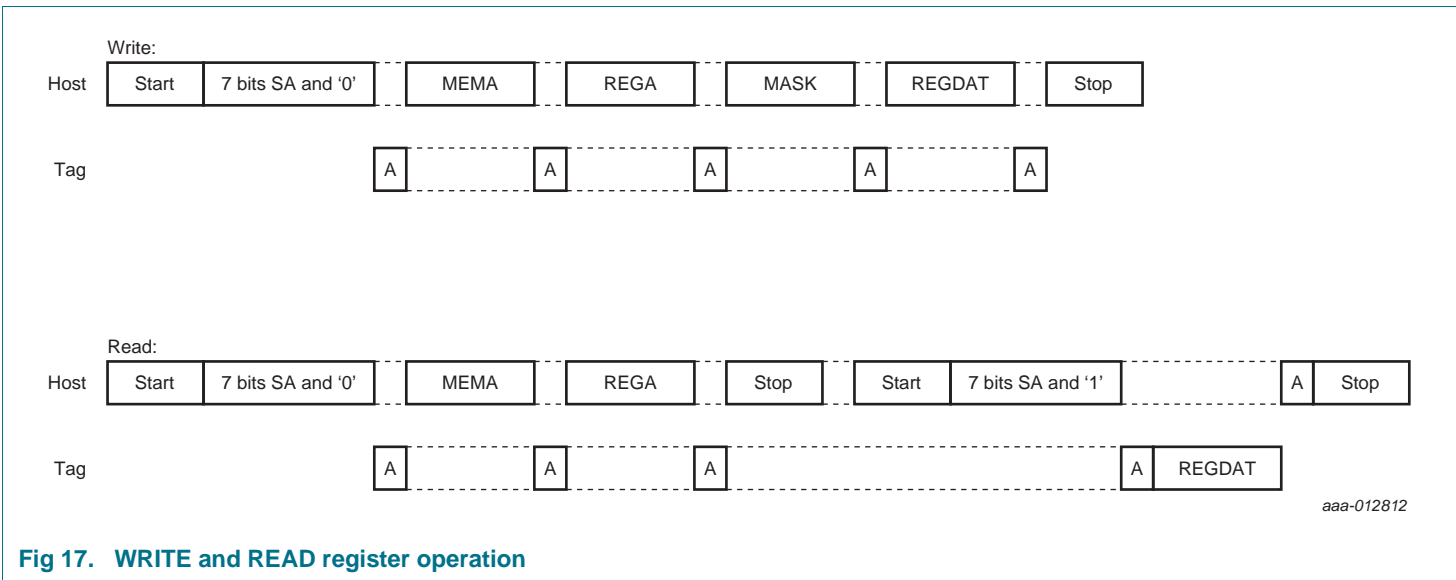 Write:
Host Start 7 bits SA and ‘0’ MEMA REGA MASK REGDAT Stop
Tag A A A A A
Read:
Host Start 7 bits SA and ‘0’ MEMA REGA Stop Start 7 bits SA and ‘1’ A Stop
Tag A A A A REGDAT
aaa-012812
Fig 17. WRITE and READ register operation